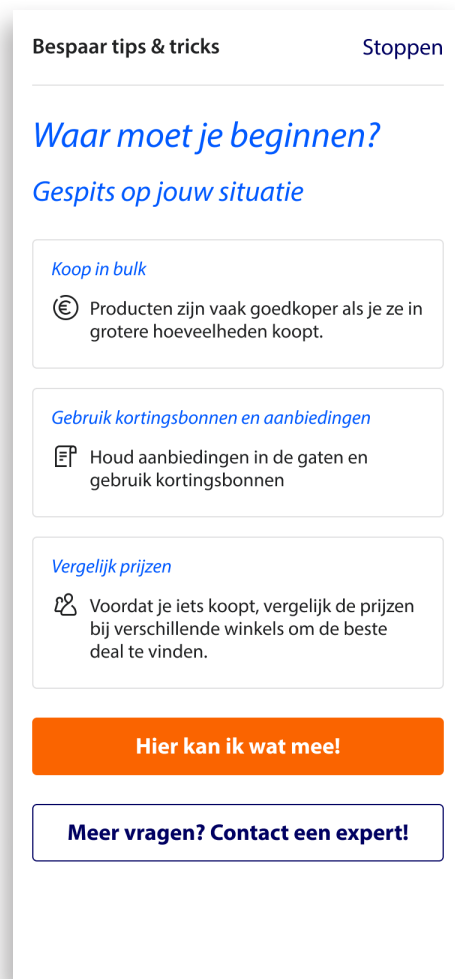 Bespaar tips & tricks
Stoppen
Waar moet je beginnen?
Gespits op jouw situatie
Koop in bulk
Producten zijn vaak goedkoper als je ze in
grotere hoeveelheden koopt.
Gebruik kortingsbonnen en aanbiedingen
Houd aanbiedingen in de gaten en
gebruik kortingsbonnen
Vergelijk prijzen
Voordat je iets koopt, vergelijk de prijzen
bij verschillende winkels om de beste
deal te vinden.
Hier kan ik wat mee!
Meer vragen? Contact een expert!